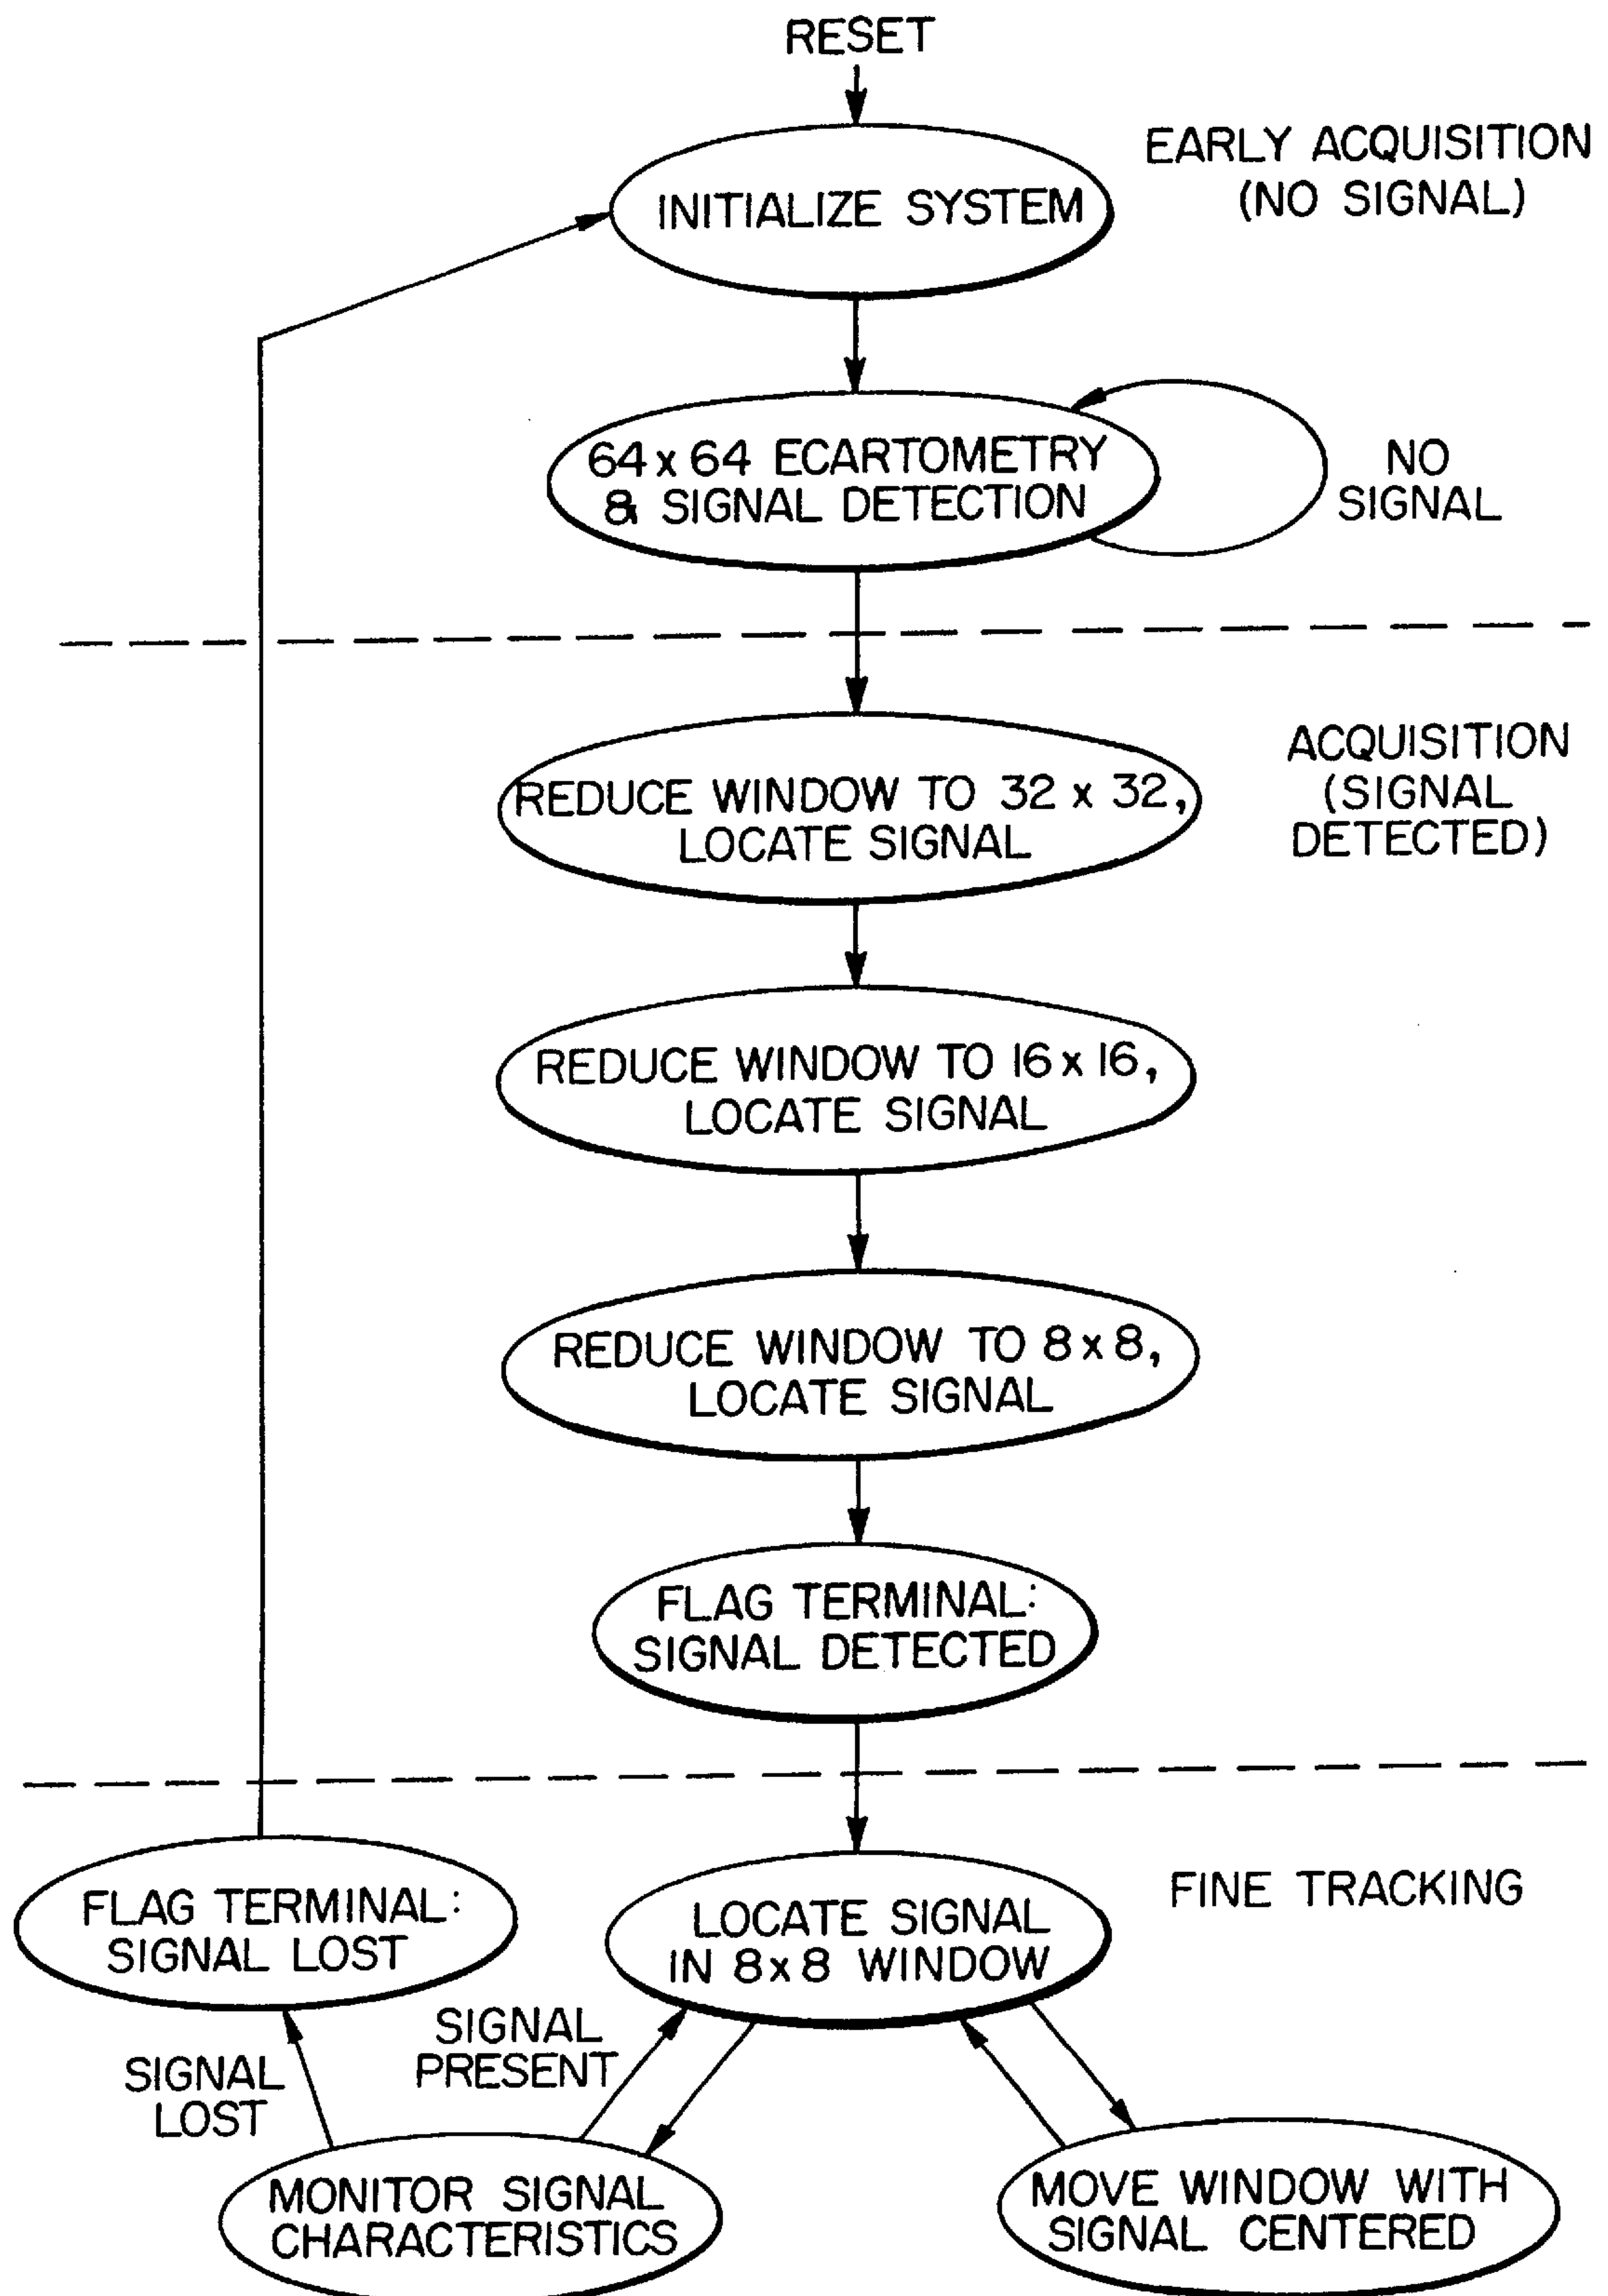 RESET
EARLY ACQUISITION
(NO SIGNAL)
INITIALIZE SYSTEM
64 x 64 ECARTOMETRY
& SIGNAL DETECTION
NO
SIGNAL
ACQUISITION
(SIGNAL
DETECTED)
REDUCE WINDOW TO 32 x 32,
LOCATE SIGNAL
REDUCE WINDOW TO 16 x 16,
LOCATE SIGNAL
REDUCE WINDOW TO 8 x 8,
LOCATE SIGNAL
FLAG TERMINAL:
SIGNAL DETECTED
FINE TRACKING
FLAG TERMINAL:
SIGNAL LOST
LOCATE SIGNAL
IN 8x8 WINDOW
SIGNAL
PRESENT
SIGNAL
LOST
MONITOR SIGNAL
CHARACTERISTICS
MOVE WINDOW WITH
SIGNAL CENTERED